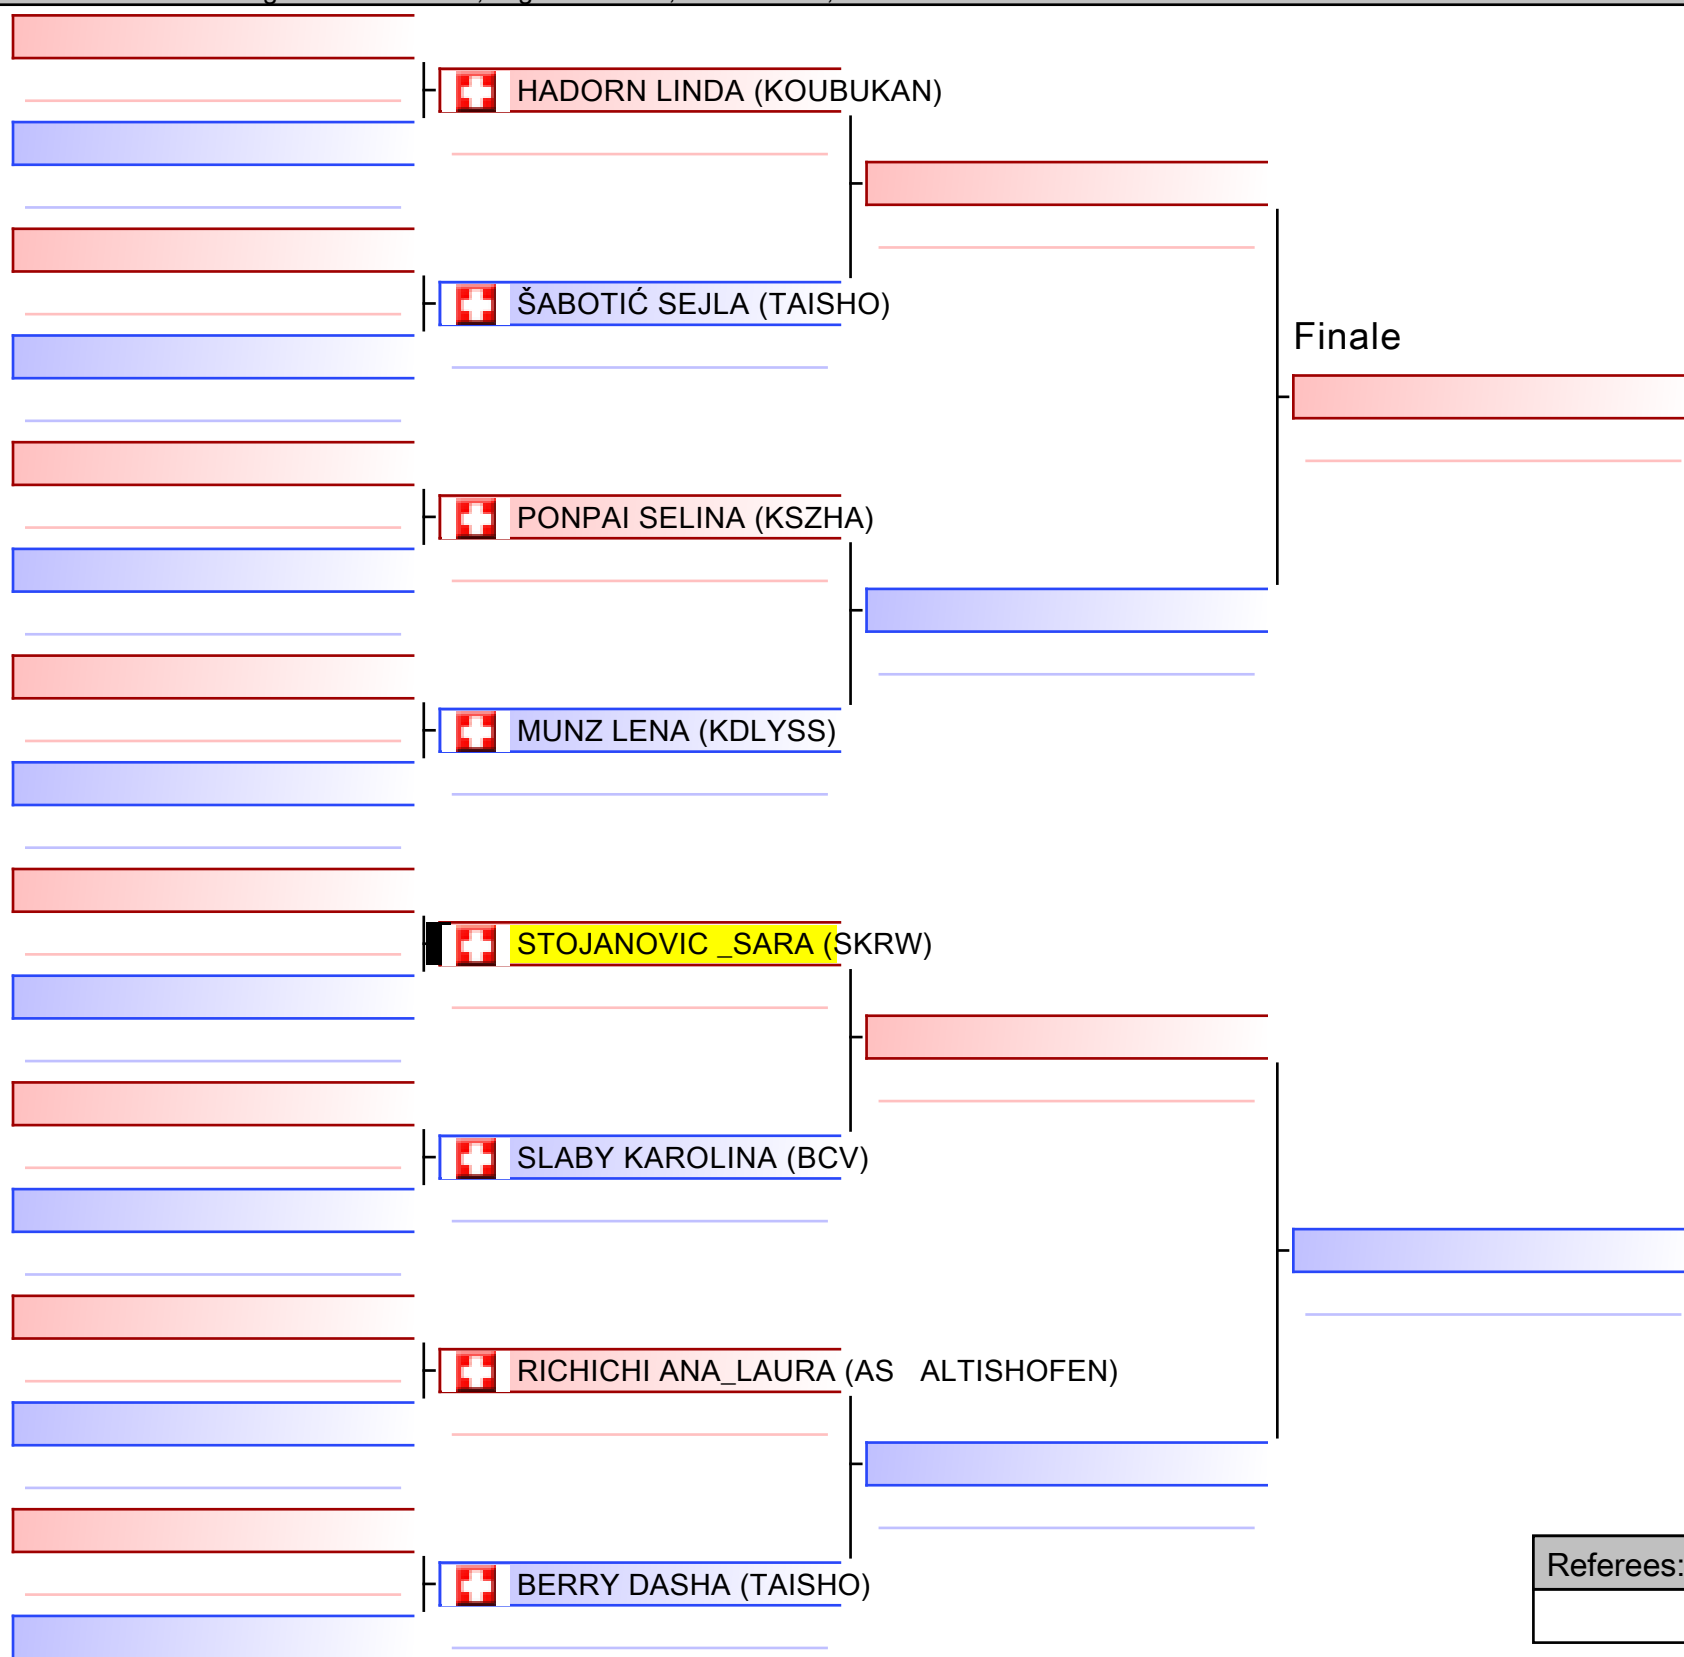 HADORN LINDA (KOUBUKAN)
ŠABOTIĆ SEJLA (TAISHO)
Finale
PONPAI SELINA (KSZHA)
MUNZ LENA (KDLYSS)
STOJANOVIC _SARA (SKRW)
SLABY KAROLINA (BCV)
RICHICHI ANA_LAURA (AS ALTISHOFEN)
BERRY DASHA (TAISHO)
Referees: